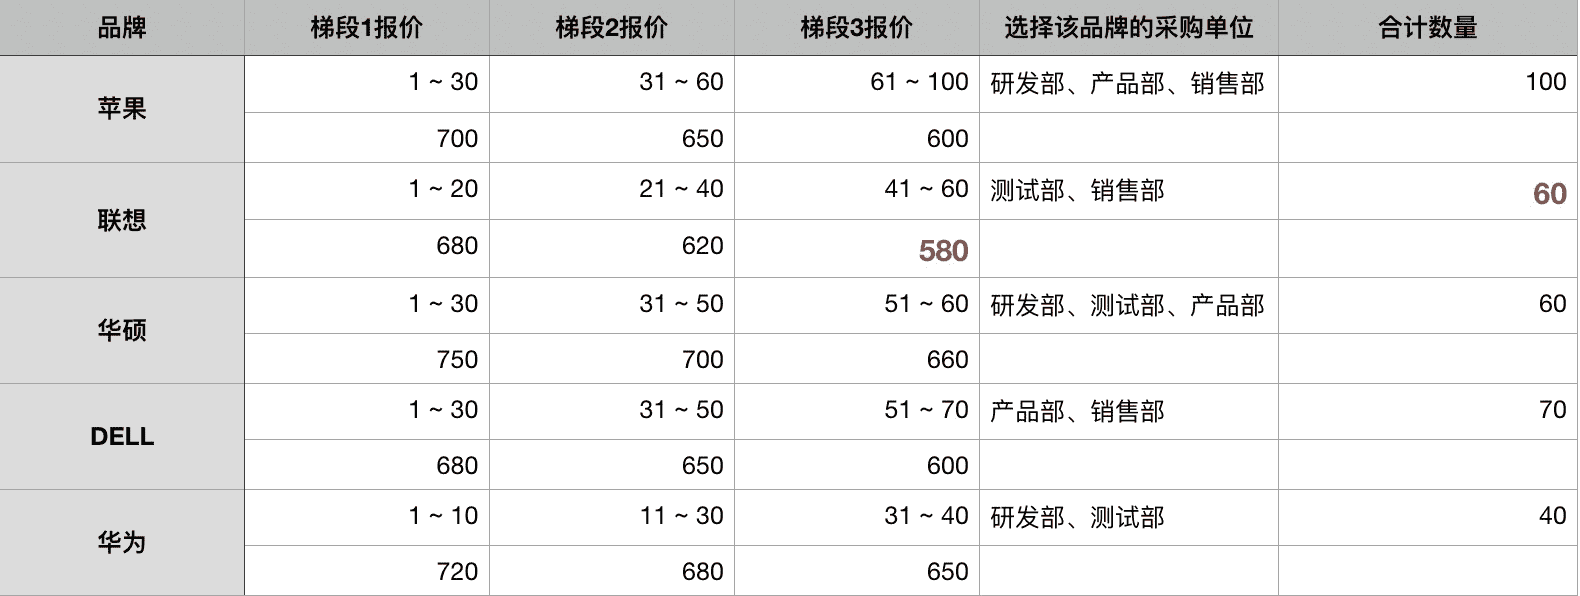 品牌 梯段1报价 梯段2报价 梯段3报价 选择该品牌的采购单位 合计数量
苹果 1 ~ 30 31 ~ 60 61 ~ 100 研发部、产品部、销售部 100
700 650 600
联想 1 ~ 20 21 ~ 40 41 ~ 60 测试部、销售部 60
680 620 580
华硕 1 ~ 30 31 ~ 50 51 ~ 60 研发部、测试部、产品部 60
750 700 660
DELL 1 ~ 30 31 ~ 50 51 ~ 70 产品部、销售部 70
680 650 600
华为 1 ~ 10 11 ~ 30 31 ~ 40 研发部、测试部 40
720 680 650